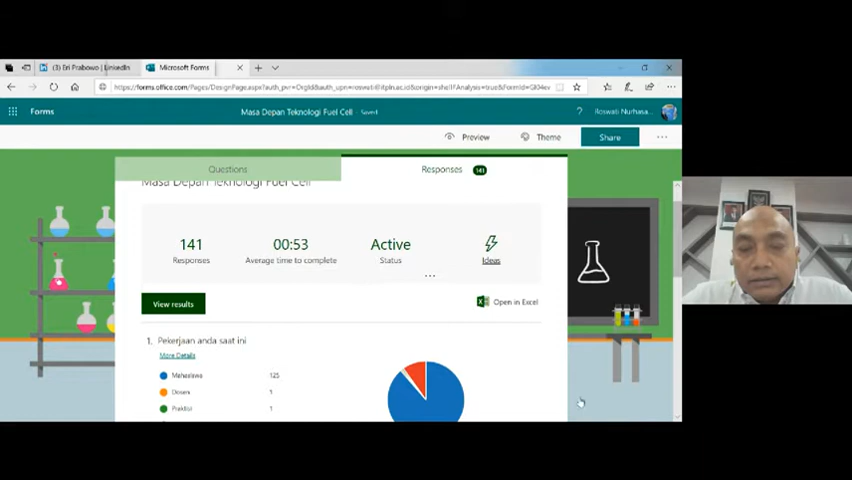 (3) Eri Prabowo | LinkedIn
Microsoft Forms
Forms
Masa Depan Teknologi Fuel Cell - Saved
?
Roswati Nurhasa...
Preview
Theme
Share
Questions
Responses 141
Masa Depan Teknologi Fuel Cell
141
Responses
00:53
Average time to complete
Active
Status
Ideas
View results
Open in Excel
1. Pekerjaan anda saat ini
More Details
Mahasiswa 125
Dosen 1
Praktisi 1